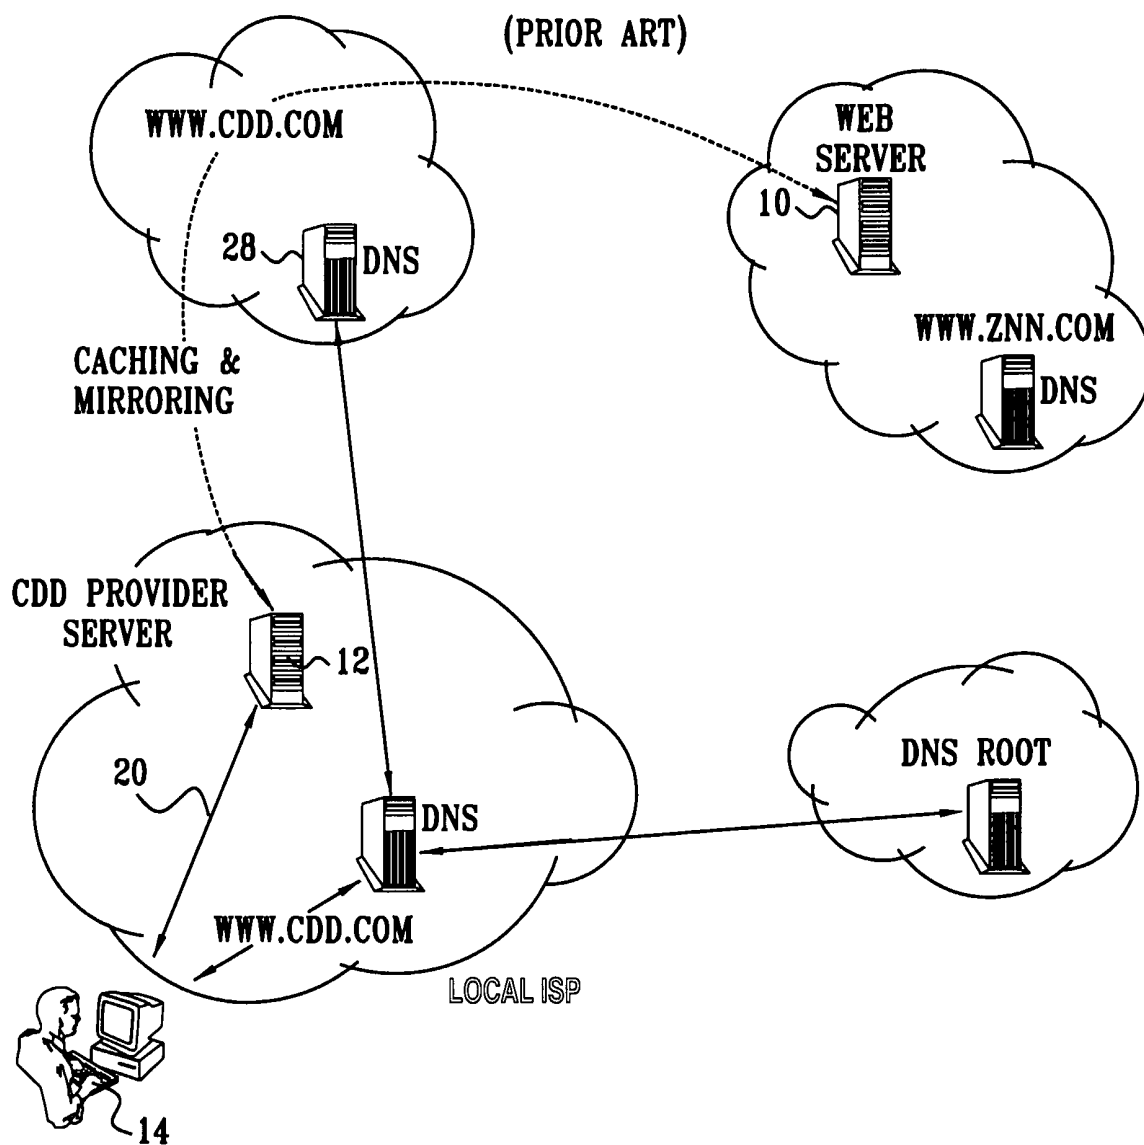 (PRIOR ART)
WWW.CDD.COM
WEB
SERVER
10
28
DNS
WWW.ZNN.COM
DNS
CACHING &
MIRRORING
CDD PROVIDER
SERVER
12
20
DNS
DNS ROOT
WWW.CDD.COM
LOCAL ISP
14